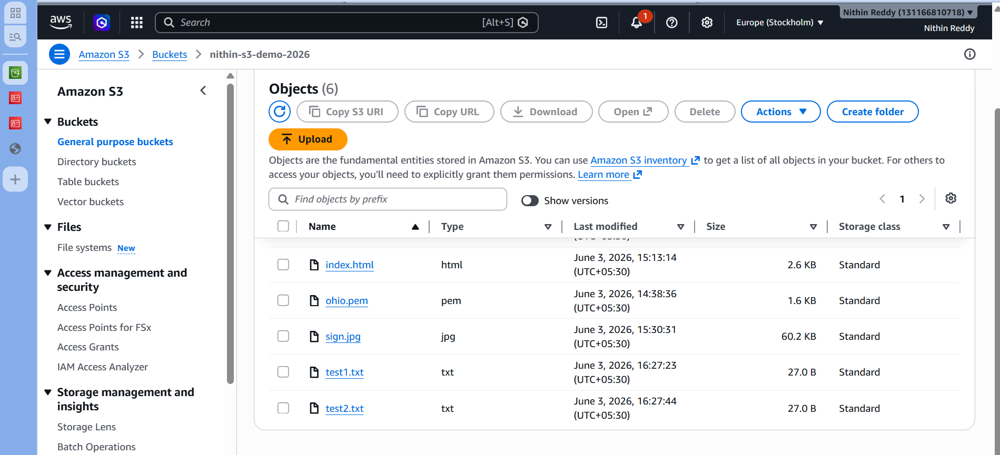 aws
Search
[Alt+S]
1
Europe (Stockholm)
Nithin Reddy (131166810718)
Nithin Reddy
Amazon S3
Buckets
nithin-s3-demo-2026
Amazon S3
Buckets
General purpose buckets
Directory buckets
Table buckets
Vector buckets
Files
File systems New
Access management and
security
Access Points
Access Points for FSx
Access Grants
IAM Access Analyzer
Storage management and
insights
Storage Lens
Batch Operations
Objects (6)
Copy S3 URI
Copy URL
Download
Open
Delete
Actions
Create folder
Upload
Objects are the fundamental entities stored in Amazon S3. You can use Amazon S3 inventory to get a list of all objects in your bucket. For others to
access your objects, you'll need to explicitly grant them permissions. Learn more
Find objects by prefix
Show versions
1
Name Type Last modified Size Storage class
index.html html June 3, 2026, 15:13:14 (UTC+05:30) 2.6 KB Standard
ohio.pem pem June 3, 2026, 14:38:36 (UTC+05:30) 1.6 KB Standard
sign.jpg jpg June 3, 2026, 15:30:31 (UTC+05:30) 60.2 KB Standard
test1.txt txt June 3, 2026, 16:27:23 (UTC+05:30) 27.0 B Standard
test2.txt txt June 3, 2026, 16:27:44 (UTC+05:30) 27.0 B Standard